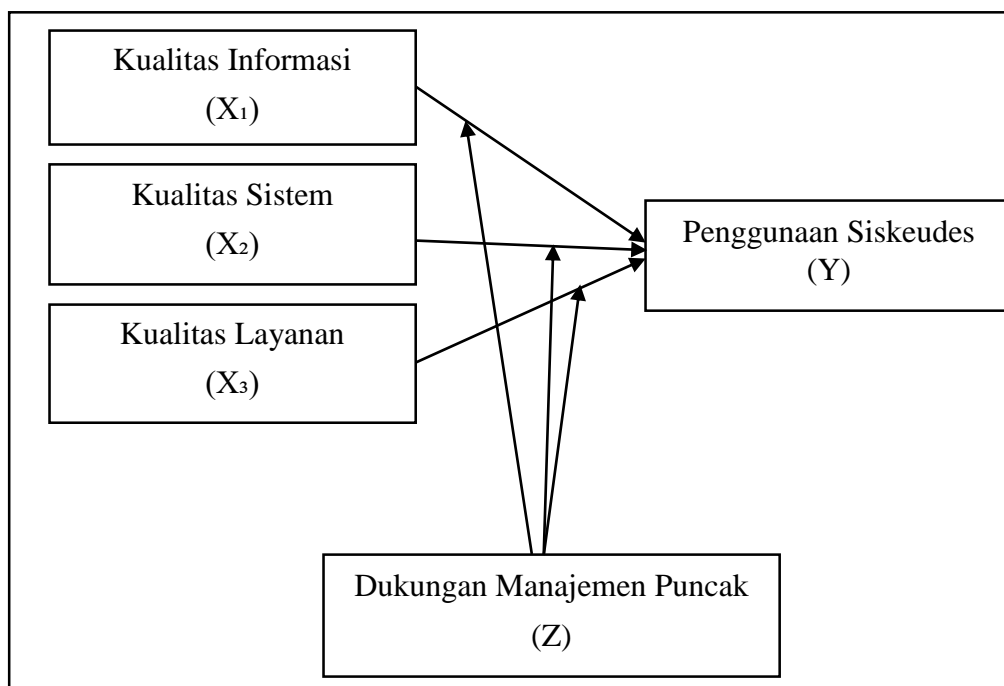 Kualitas Informasi
(X₁)
Kualitas Sistem
(X₂)
Kualitas Layanan
(X₃)
Penggunaan Siskeudes
(Y)
Dukungan Manajemen Puncak
(Z)